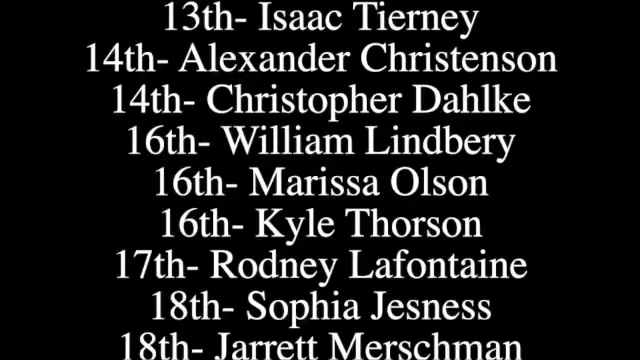 13th- Isaac Tierney
14th- Alexander Christenson
14th- Christopher Dahlke
16th- William Lindbery
16th- Marissa Olson
16th- Kyle Thorson
17th- Rodney Lafontaine
18th- Sophia Jesness
18th- Jarrett Merschman